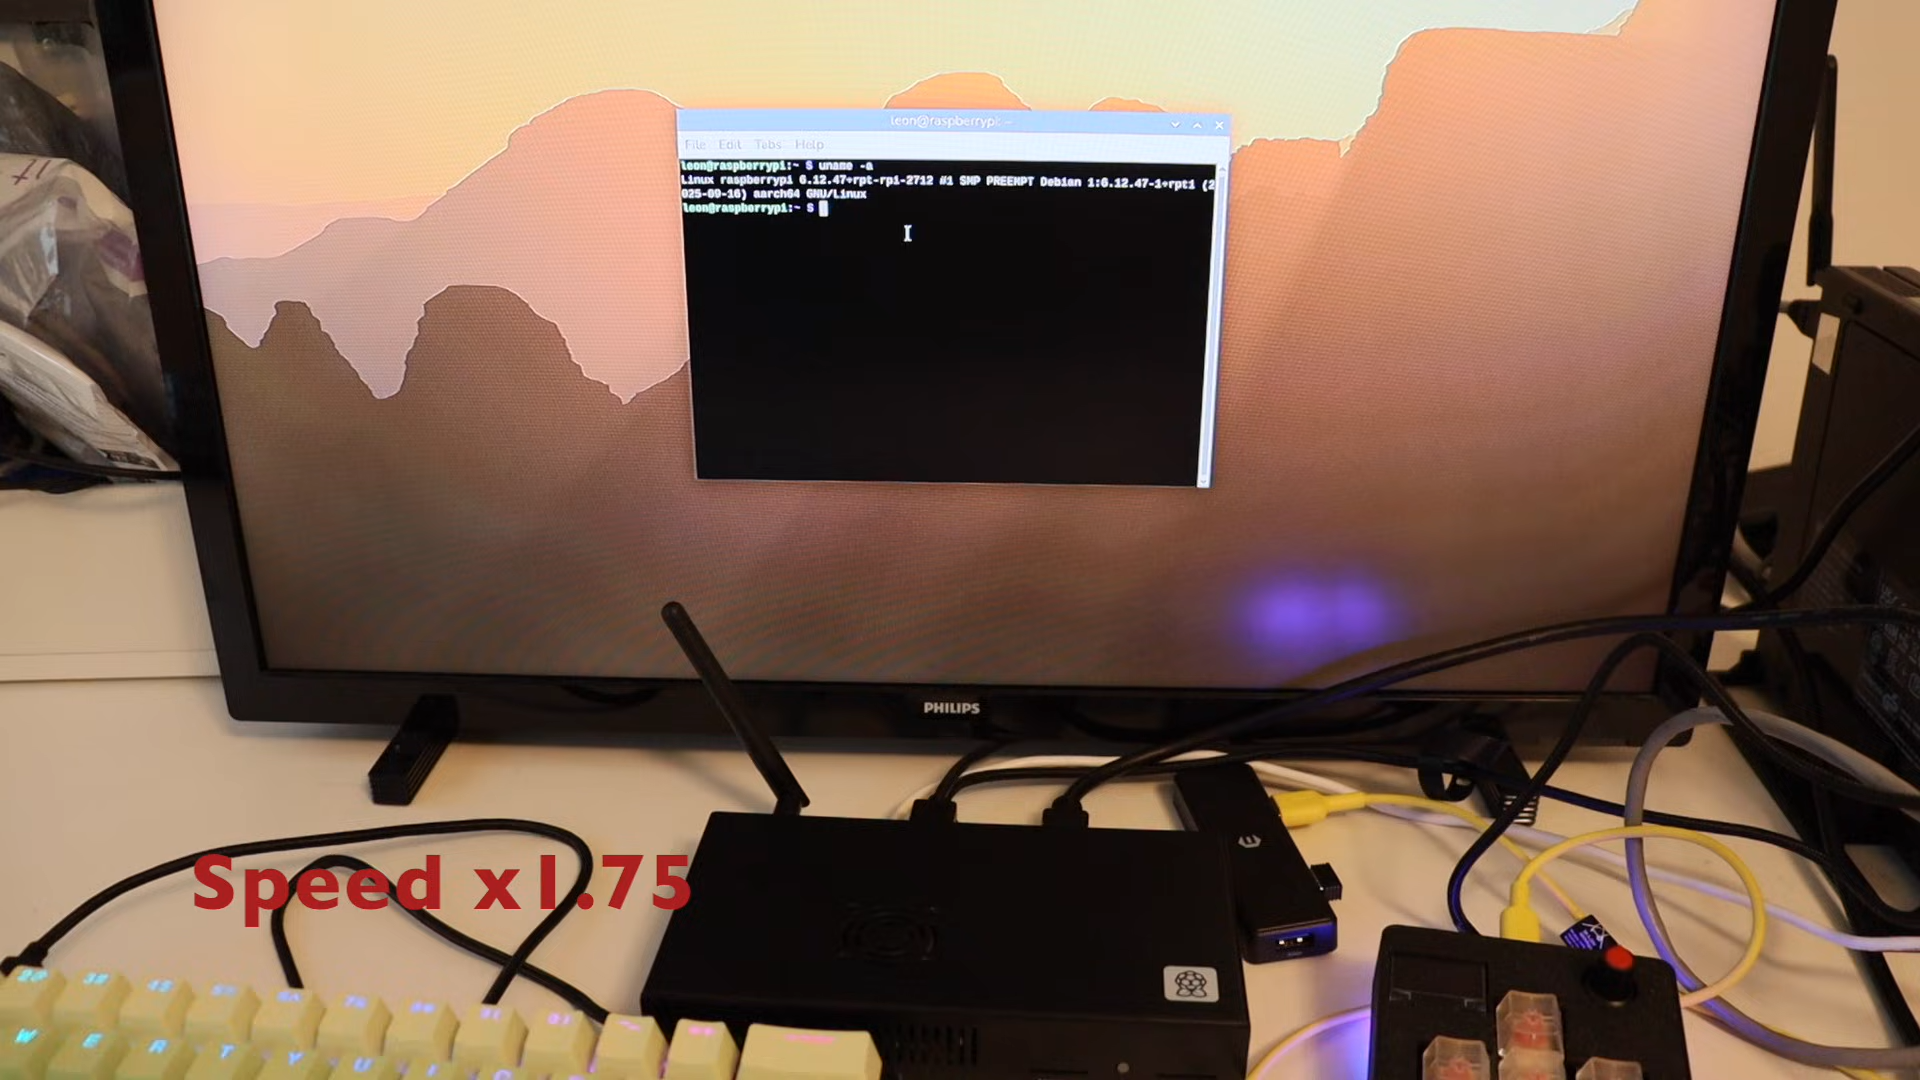 leon@raspberrypi: ~
File Edit Tabs Help
leon@raspberrypi:~ $ uname -a
Linux raspberrypi 6.12.47+rpt-rpi-2712 #1 SMP PREEMPT Debian 1:6.12.47-1+rpt1 (2
025-09-16) aarch64 GNU/Linux
leon@raspberrypi:~ $
PHILIPS
Speed x1.75
W E R T Y U I